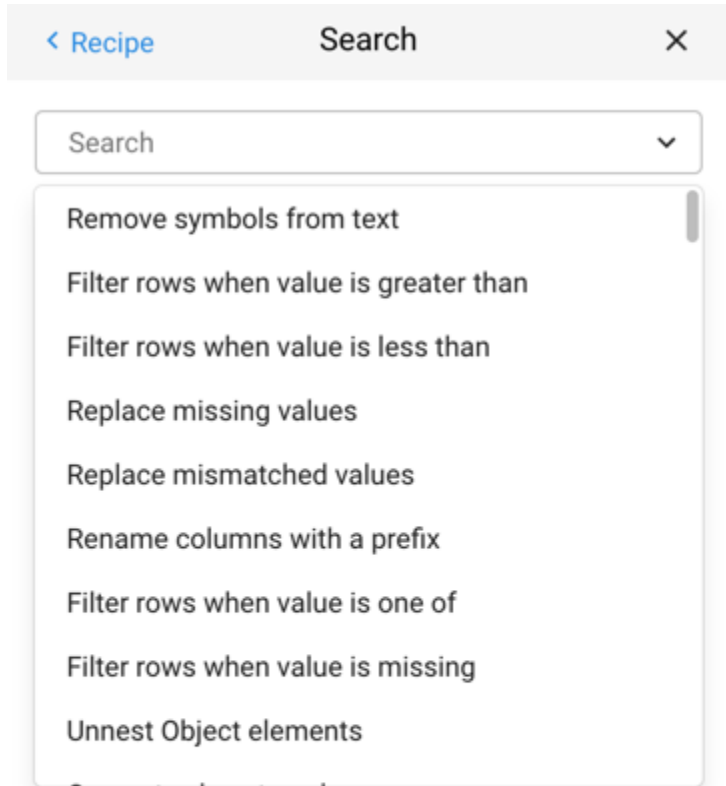 Recipe
Search
Search
Remove symbols from text
Filter rows when value is greater than
Filter rows when value is less than
Replace missing values
Replace mismatched values
Rename columns with a prefix
Filter rows when value is one of
Filter rows when value is missing
Unnest Object elements